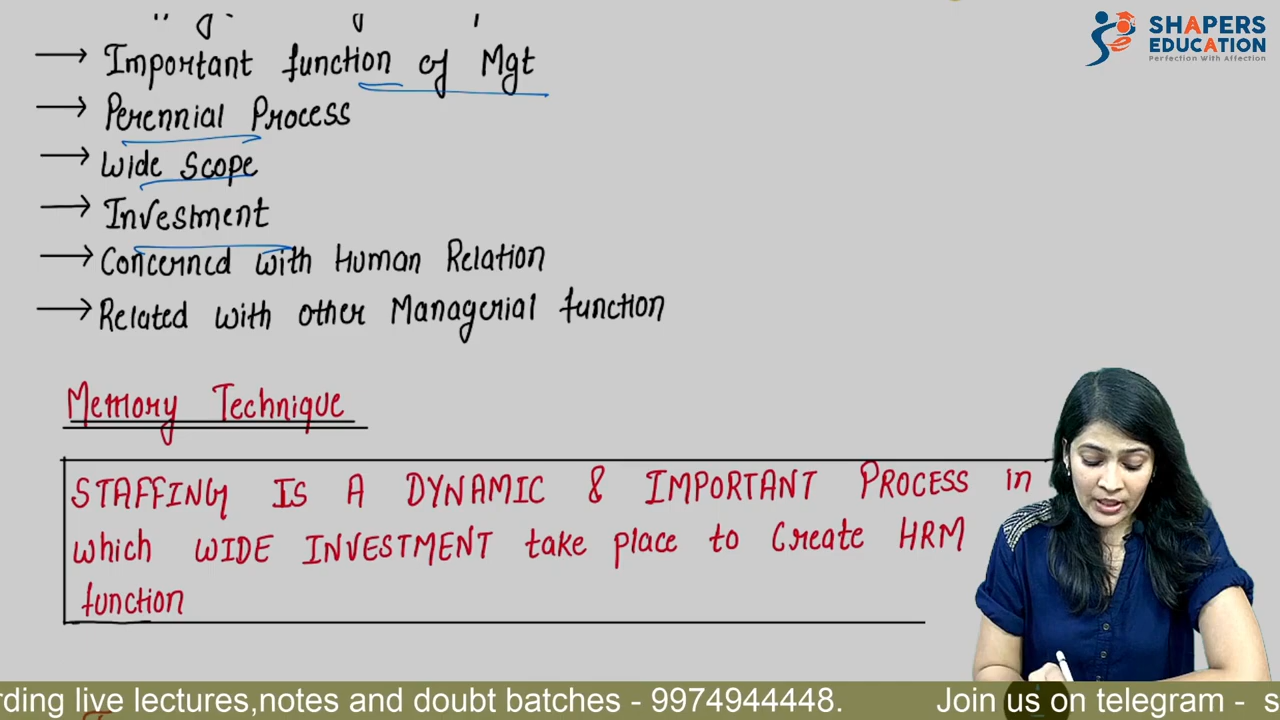 SHAPERS
EDUCATION
Perfection With Affection
→ Important function of Mgt
→ Perennial Process
→ Wide Scope
→ Investment
→ Concerned with Human Relation
→ Related with other Managerial function
Memory Technique
STAFFING IS A DYNAMIC & IMPORTANT PROCESS in
which WIDE INVESTMENT take place to Create HRM
function
rding live lectures,notes and doubt batches - 9974944448. Join us on telegram - s